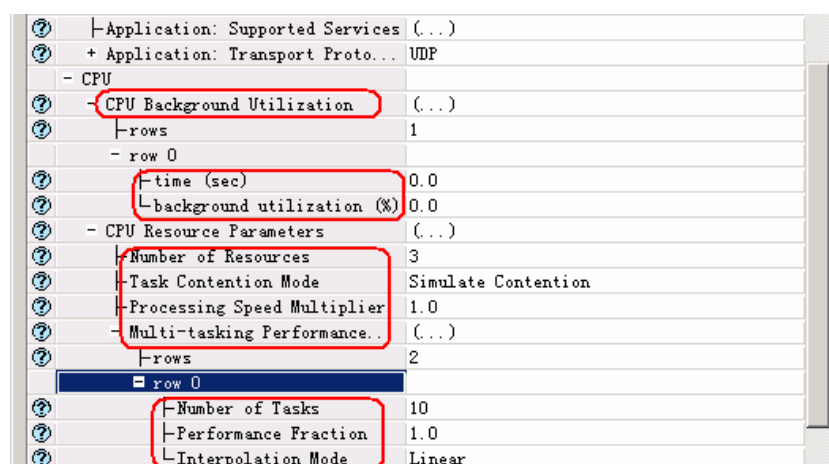 Application: Supported Services (...)
+ Application: Transport Proto... UDP
- CPU
- CPU Background Utilization (...)
rows 1
- row 0
time (sec) 0.0
background utilization (%) 0.0
- CPU Resource Parameters (...)
Number of Resources 3
Task Contention Mode Simulate Contention
Processing Speed Multiplier 1.0
- Multi-tasking Performance.. (...)
rows 2
- row 0
Number of Tasks 10
Performance Fraction 1.0
Interpolation Mode Linear